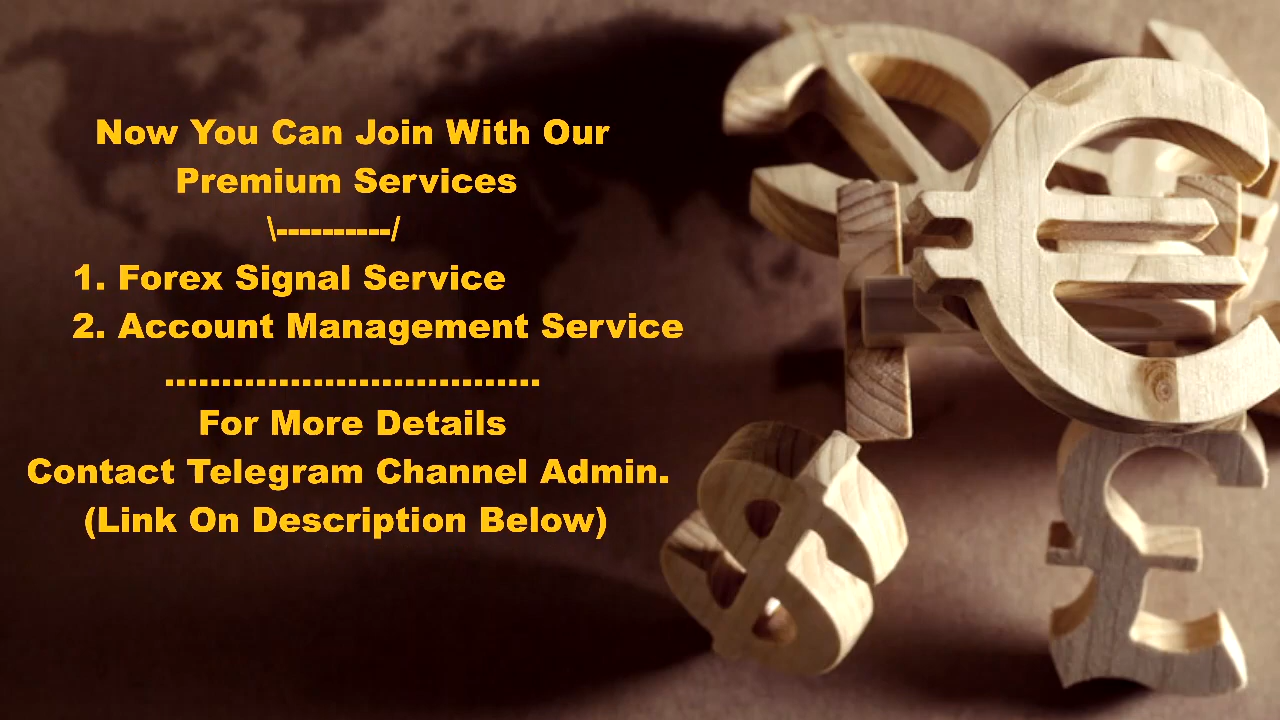 Now You Can Join With Our
Premium Services
\----------/
1. Forex Signal Service
2. Account Management Service
.................................
For More Details
Contact Telegram Channel Admin.
(Link On Description Below)